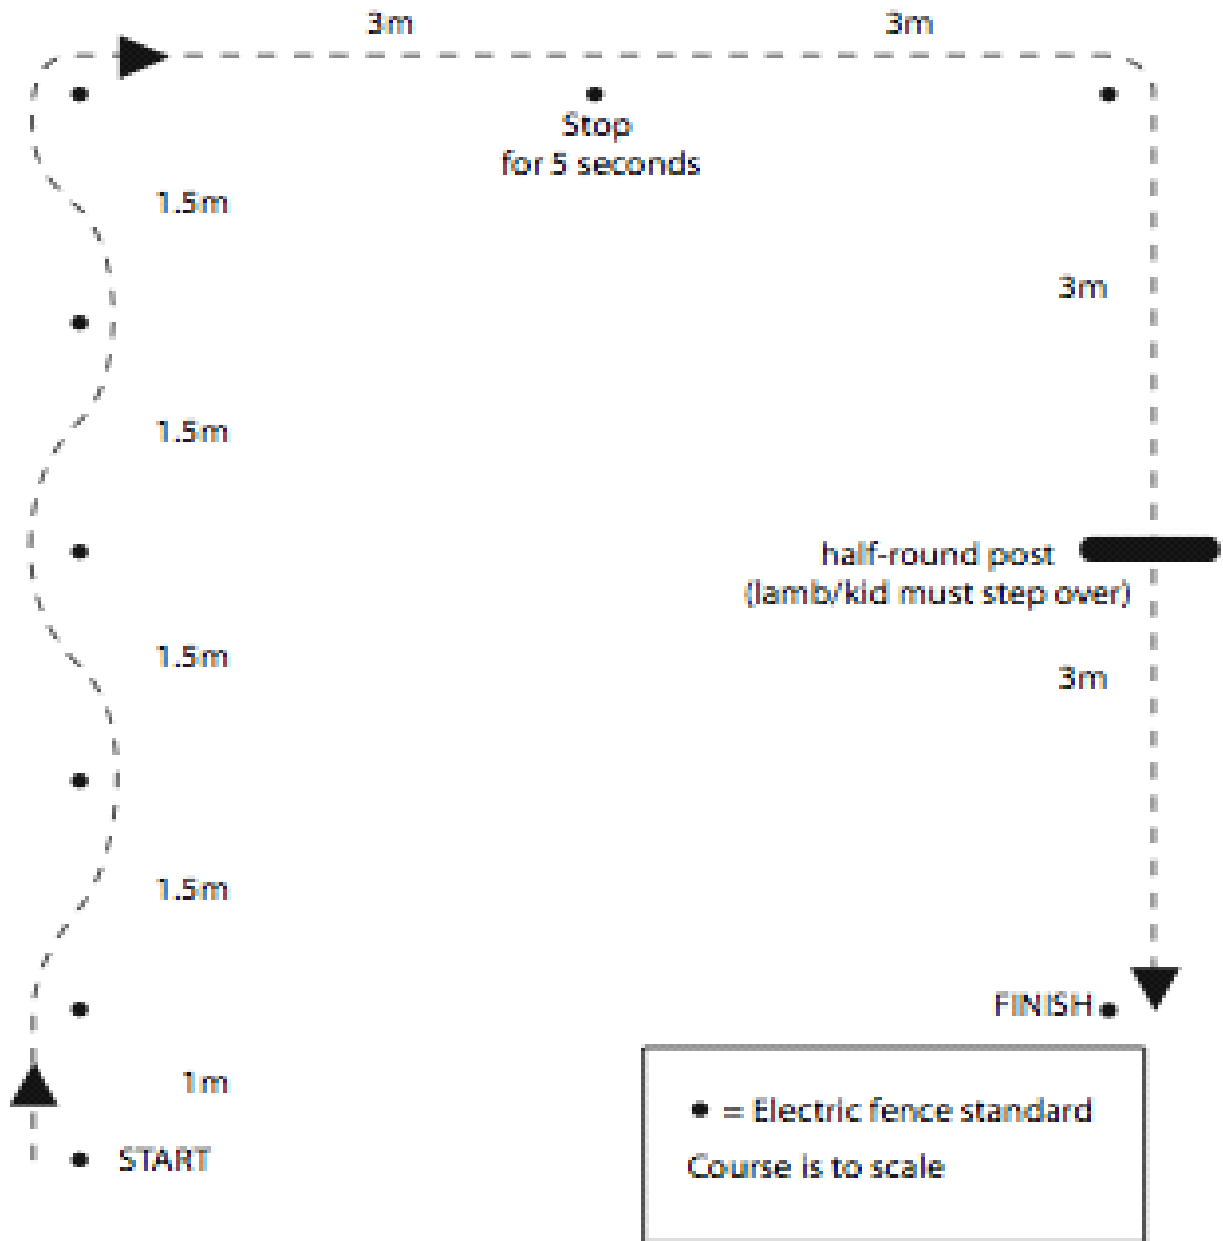 3m
3m
Stop
for 5 seconds
1.5m
3m
1.5m
half-round post
(lamb/kid must step over)
1.5m
3m
1.5m
FINISH
1m
• = Electric fence standard
START
Course is to scale